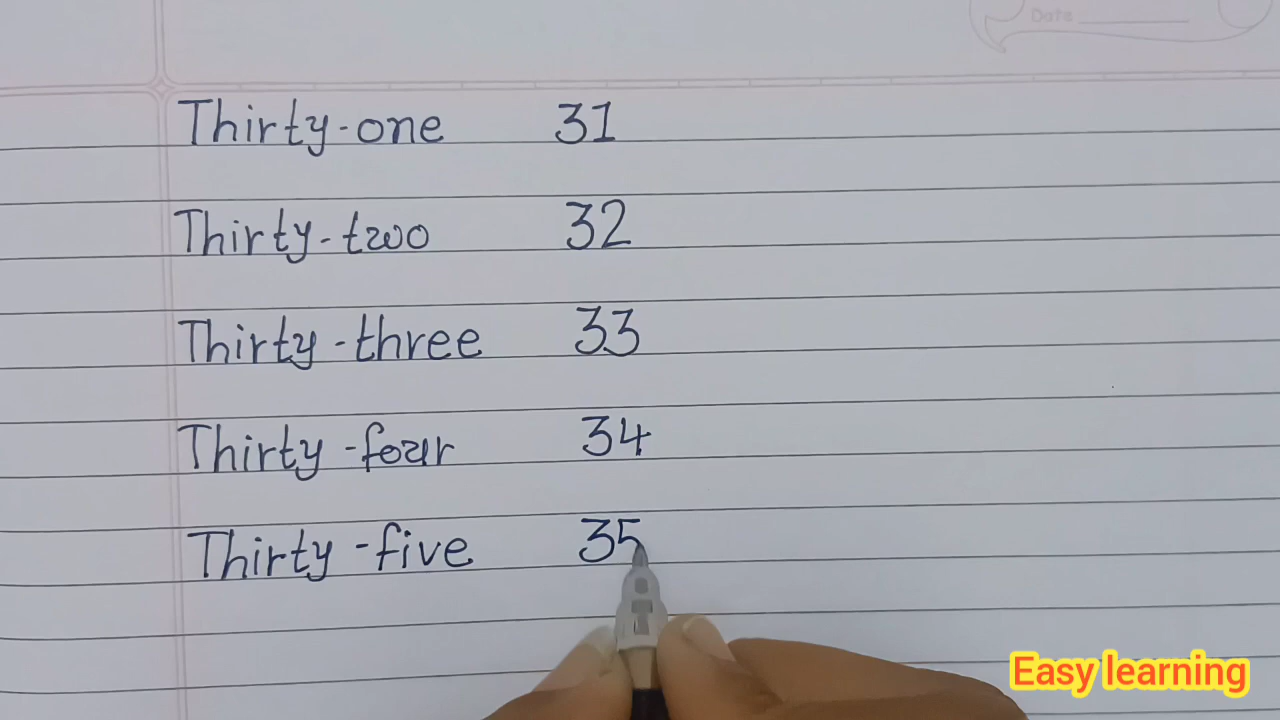 Date
Thirty-one 31
Thirty-two 32
Thirty-three 33
Thirty-four 34
Thirty-five 35
Easy learning